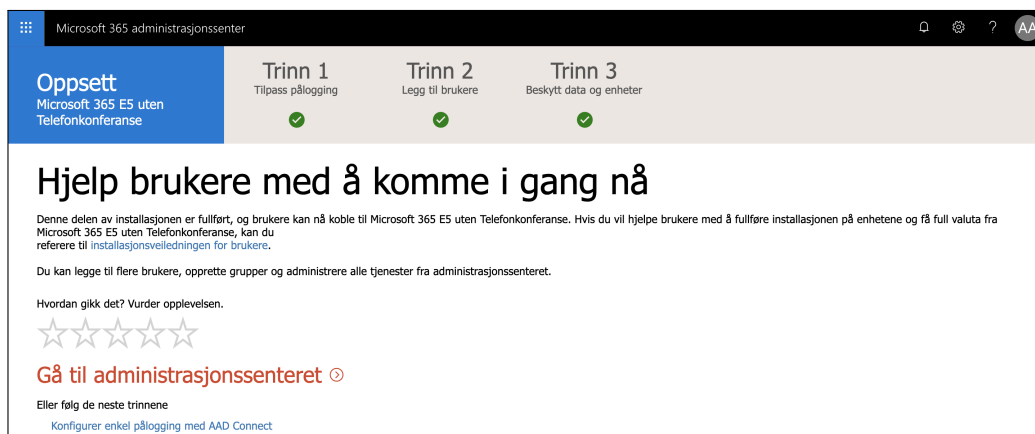 Microsoft 365 administrasjonssenter
?
AA
Oppsett
Microsoft 365 E5 uten
Telefonkonferanse
Trinn 1
Tilpass pålogging
Trinn 2
Legg til brukere
Trinn 3
Beskytt data og enheter
Hjelp brukere med å komme i gang nå
Denne delen av installasjonen er fullført, og brukere kan nå koble til Microsoft 365 E5 uten Telefonkonferanse. Hvis du vil hjelpe brukere med å fullføre installasjonen på enhetene og få full valuta fra
Microsoft 365 E5 uten Telefonkonferanse, kan du
referere til installasjonsveiledningen for brukere.
Du kan legge til flere brukere, opprette grupper og administrere alle tjenester fra administrasjonssenteret.
Hvordan gikk det? Vurder opplevelsen.
Gå til administrasjonssenteret
Eller følg de neste trinnene
Konfigurer enkel pålogging med AAD Connect